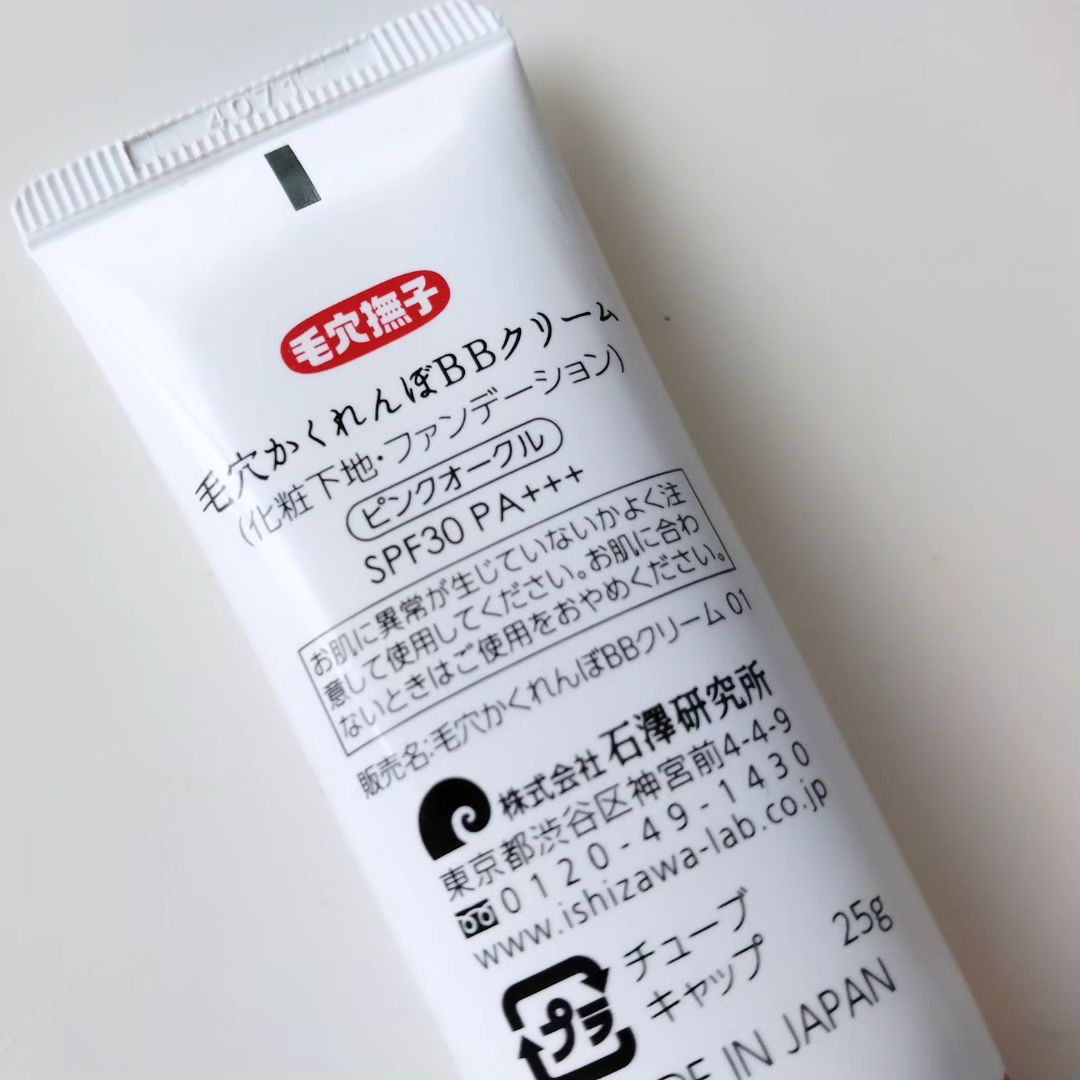 4071
毛穴撫子
毛穴かくれんぼBBクリーム
(化粧下地・ファンデーション)
ピンクオークル
SPF30 PA+++
お肌に異常が生じていないかよく注
意して使用してください。お肌に合わ
ないときはご使用をおやめください。
販売名:毛穴かくれんぼBBクリーム 01
株式会社 石澤研究所
東京都渋谷区神宮前4-4-9
0120-49-1430
www.ishizawa-lab.co.jp
プラ
チューブ
キャップ
25g
IN JAPAN